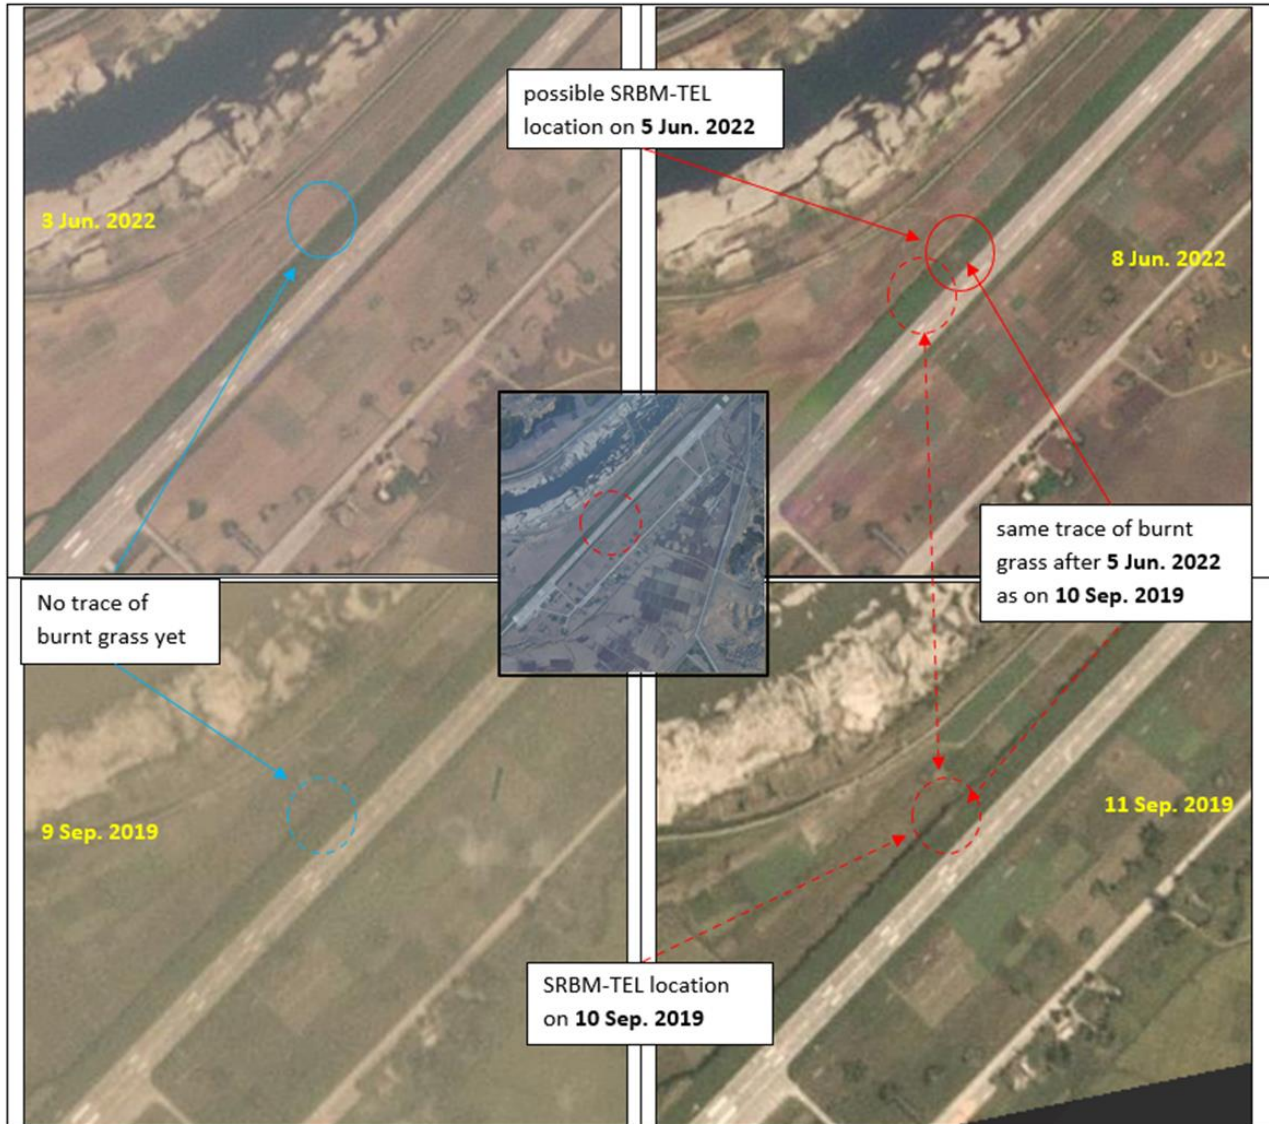 possible SRBM-TEL
location on 5 Jun. 2022
3 Jun. 2022
8 Jun. 2022
same trace of burnt
grass after 5 Jun. 2022
as on 10 Sep. 2019
No trace of
burnt grass yet
9 Sep. 2019
11 Sep. 2019
SRBM-TEL location
on 10 Sep. 2019